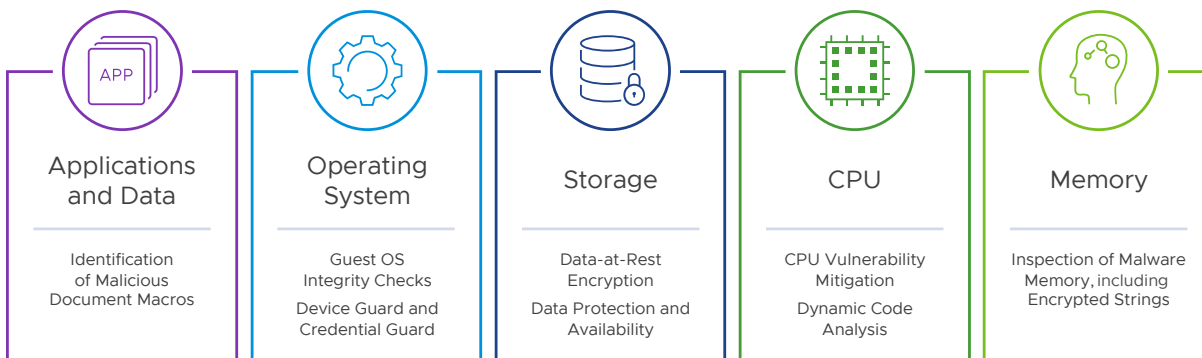 APP
Applications
and Data
Identification
of Malicious
Document Macros
Operating
System
Guest OS
Integrity Checks
Device Guard and
Credential Guard
Storage
Data-at-Rest
Encryption
Data Protection and
Availability
CPU
CPU Vulnerability
Mitigation
Dynamic Code
Analysis
Memory
Inspection of Malware
Memory, including
Encrypted Strings